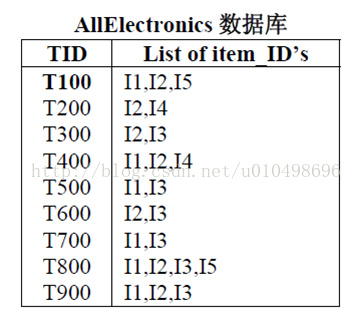 AllElectronics 数据库
TID List of item_ID’s
T100 I1,I2,I5
T200 I2,I4
T300 I2,I3
T400 I1,I2,I4
http://blog.csdn.net/u010498696
T500 I1,I3
T600 I2,I3
T700 I1,I3
T800 I1,I2,I3,I5
T900 I1,I2,I3